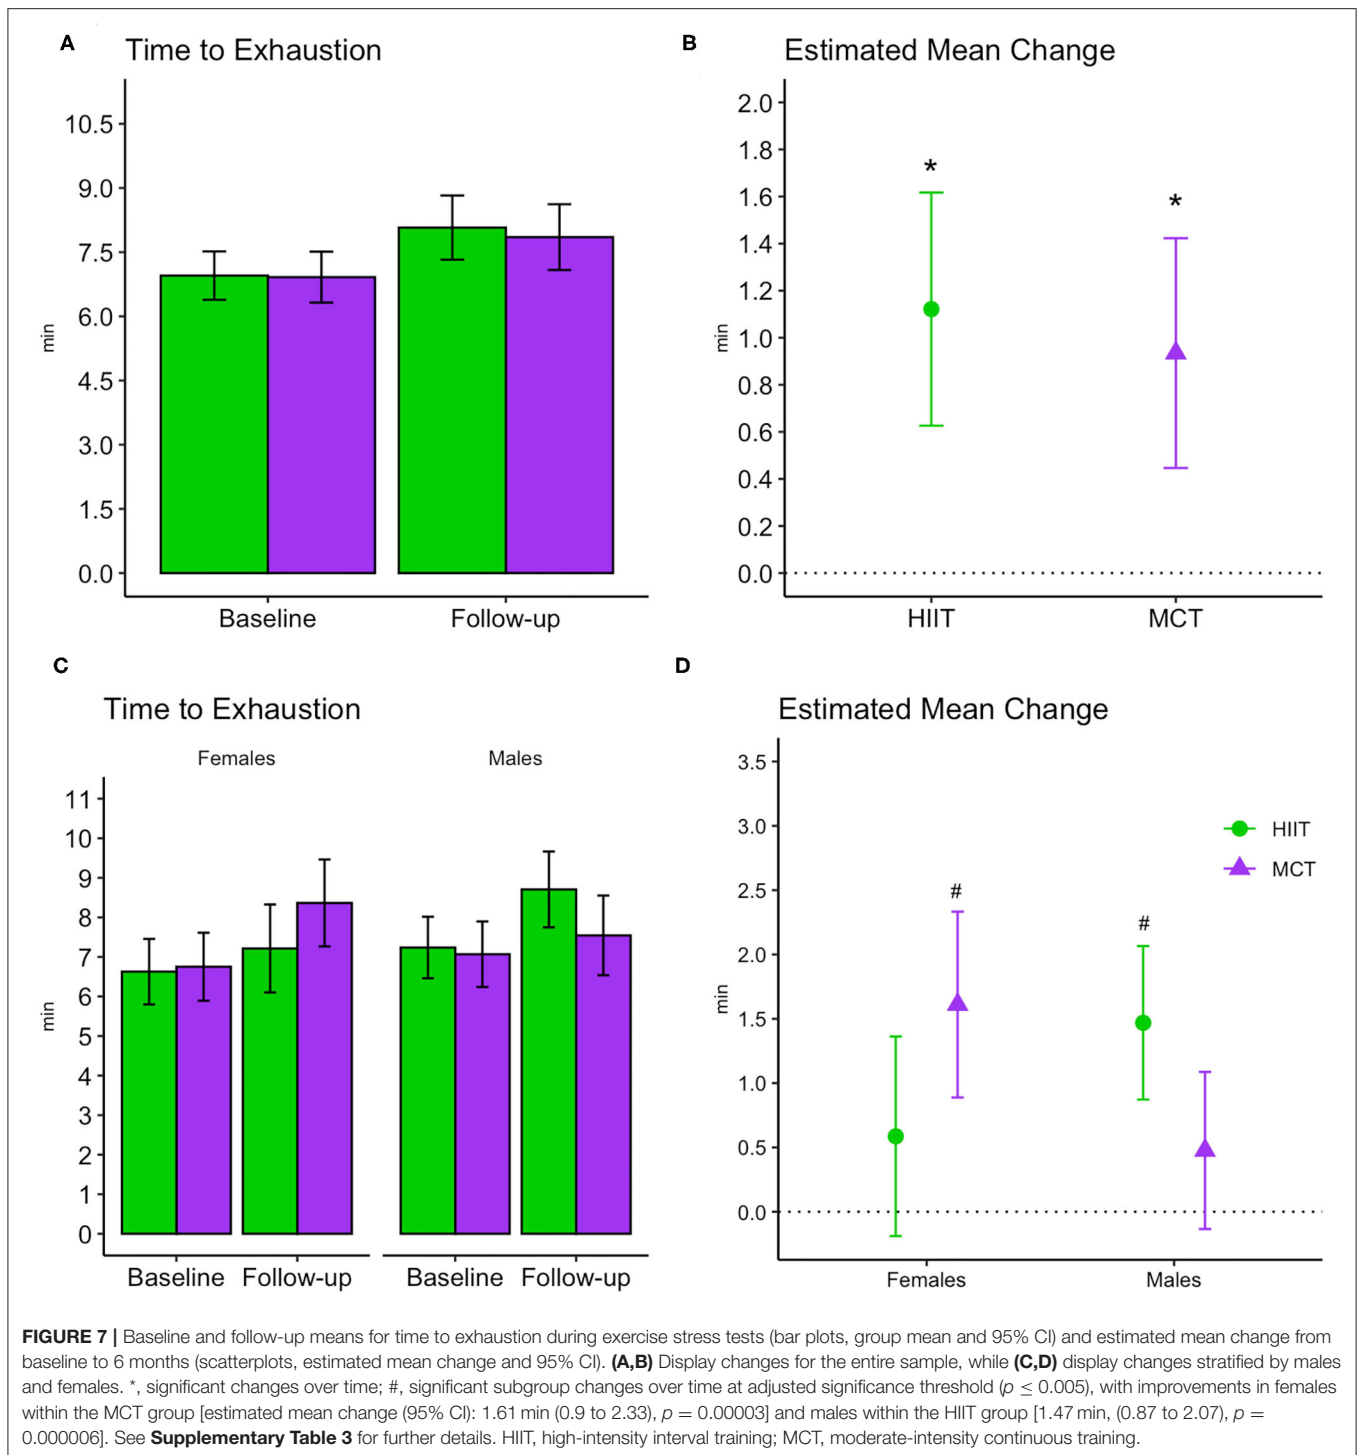 A
Time to Exhaustion
10.5
9.0
7.5
6.0
4.5
3.0
1.5
0.0
min
Baseline
Follow-up
B
Estimated Mean Change
2.0
1.8
1.6
1.4
1.2
1.0
0.8
0.6
0.4
0.2
0.0
min
*
*
HIIT
MCT
C
Time to Exhaustion
Females
Males
11
10
9
8
7
6
5
4
3
2
1
0
min
Baseline
Follow-up
Baseline
Follow-up
D
Estimated Mean Change
3.5
3.0
2.5
2.0
1.5
1.0
0.5
0.0
min
#
#
HIIT
MCT
Females
Males
FIGURE 7 | Baseline and follow-up means for time to exhaustion during exercise stress tests (bar plots, group mean and 95% CI) and estimated mean change from
baseline to 6 months (scatterplots, estimated mean change and 95% CI). (A,B) Display changes for the entire sample, while (C,D) display changes stratified by males
and females. *, significant changes over time; #, significant subgroup changes over time at adjusted significance threshold (p ≤ 0.005), with improvements in females
within the MCT group [estimated mean change (95% CI): 1.61 min (0.9 to 2.33), p = 0.00003] and males within the HIIT group [1.47 min, (0.87 to 2.07), p =
0.000006]. See Supplementary Table 3 for further details. HIIT, high-intensity interval training; MCT, moderate-intensity continuous training.